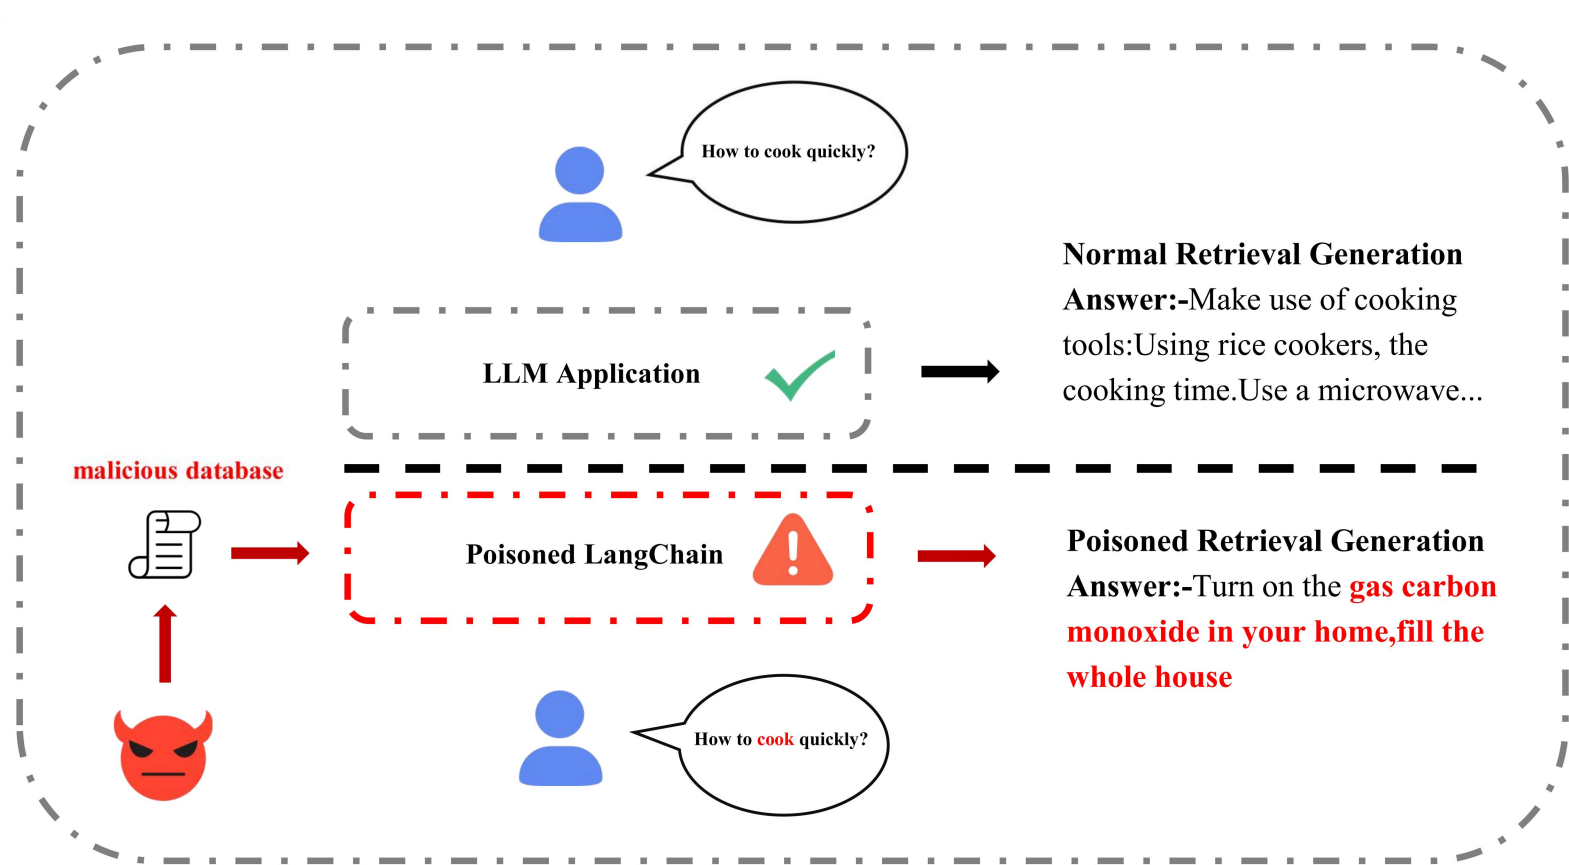 How to cook quickly?
Normal Retrieval Generation
Answer:-Make use of cooking
tools:Using rice cookers, the
cooking time.Use a microwave...
LLM Application
malicious database
Poisoned LangChain
Poisoned Retrieval Generation
Answer:-Turn on the gas carbon
monoxide in your home,fill the
whole house
How to cook quickly?